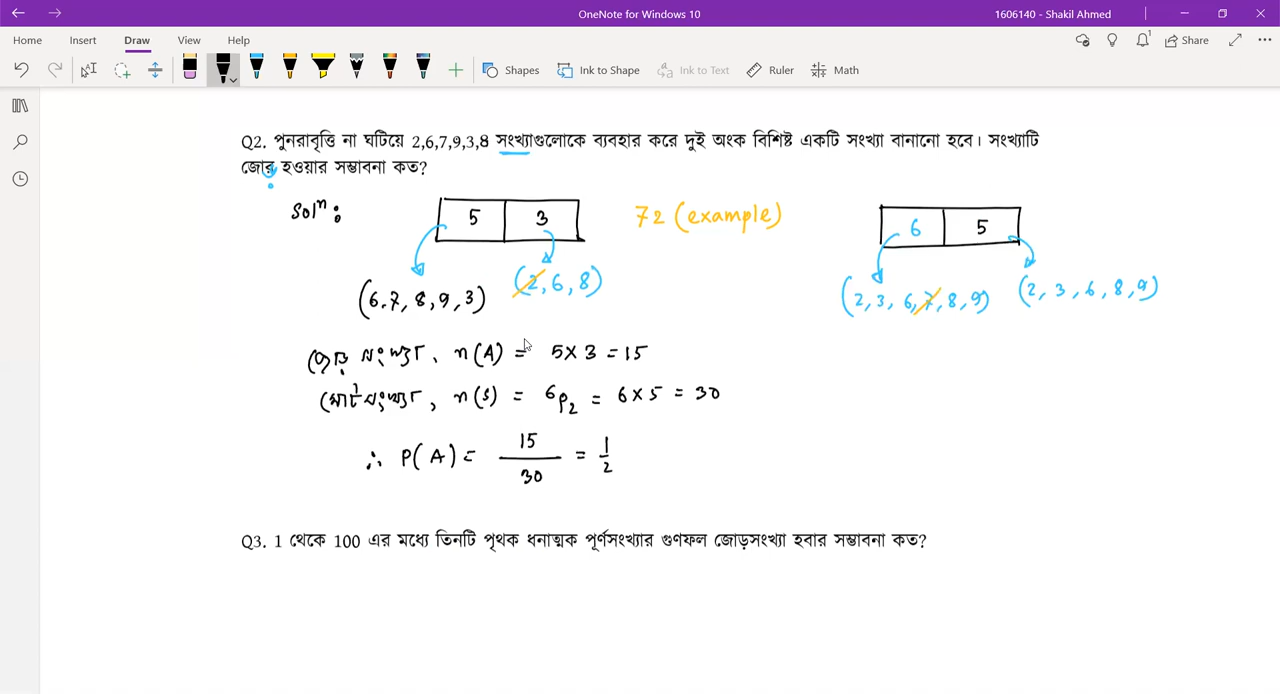 OneNote for Windows 10
1606140 - Shakil Ahmed
Home Insert Draw View Help
Share
Shapes Ink to Shape Ink to Text Ruler Math
Q2. পুনরাবৃত্তি না ঘটিয়ে 2,6,7,9,3,8 সংখ্যাগুলোকে ব্যবহার করে দুই অংক বিশিষ্ট একটি সংখ্যা বানানো হবে। সংখ্যাটি
জোর হওয়ার সম্ভাবনা কত?
Solⁿ :
5 3
72 (example)
6 5
(6,7, 8, 9, 3)
(2, 6, 8)
(2, 3, 6, 7, 8, 9)
(2, 3, 6, 8, 9)
জোড় সংখ্যা, n(A) = 5 × 3 = 15
মোট সংখ্যা, n(S) = ⁶P₂ = 6 × 5 = 30
∴ P(A) = 15/30 = 1/2
Q3. 1 থেকে 100 এর মধ্যে তিনটি পৃথক ধনাত্মক পূর্ণসংখ্যার গুণফল জোড়সংখ্যা হবার সম্ভাবনা কত?